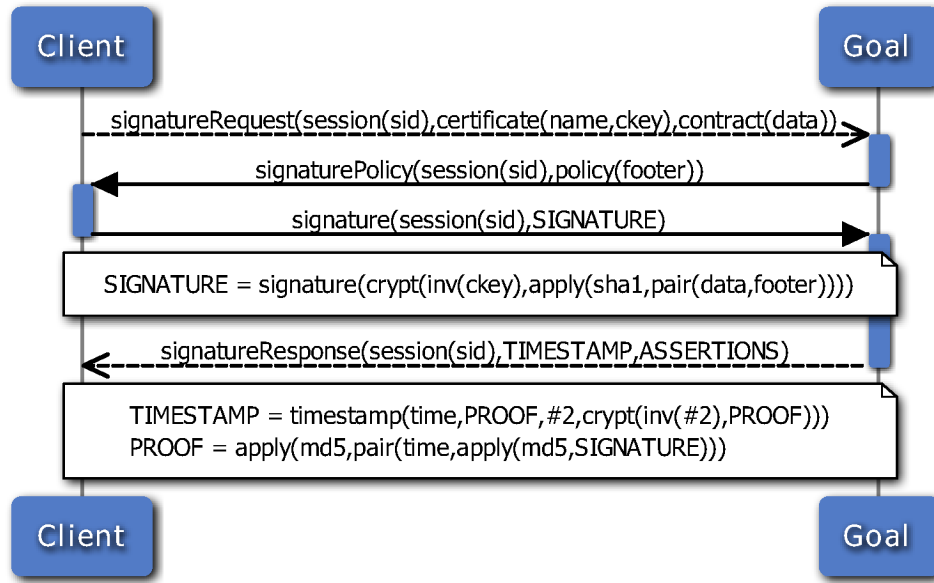 Client
Goal
signatureRequest(session(sid),certificate(name,ckey),contract(data))
signaturePolicy(session(sid),policy(footer))
signature(session(sid),SIGNATURE)
SIGNATURE = signature(crypt(inv(ckey),apply(sha1,pair(data,footer))))
signatureResponse(session(sid),TIMESTAMP,ASSERTIONS)
TIMESTAMP = timestamp(time,PROOF,#2,crypt(inv(#2),PROOF)))
PROOF = apply(md5,pair(time,apply(md5,SIGNATURE)))
Client
Goal